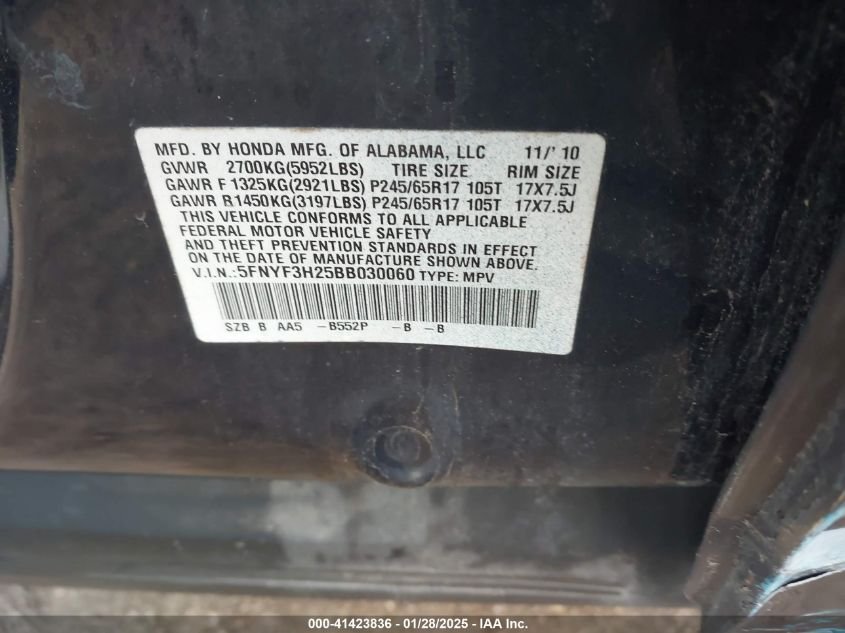 MFD. BY HONDA MFG. OF ALABAMA, LLC 11/' 10
GVWR 2700KG(5952LBS) TIRE SIZE RIM SIZE
GAWR F 1325KG(2921LBS) P245/65R17 105T 17X7.5J
GAWR R 1450KG(3197LBS) P245/65R17 105T 17X7.5J
THIS VEHICLE CONFORMS TO ALL APPLICABLE
FEDERAL MOTOR VEHICLE SAFETY
AND THEFT PREVENTION STANDARDS IN EFFECT
ON THE DATE OF MANUFACTURE SHOWN ABOVE.
V.I.N.:5FNYF3H25BB030060 TYPE: MPV
SZB B AA5 -B552P -B -B
000-41423836 - 01/28/2025 - IAA Inc.